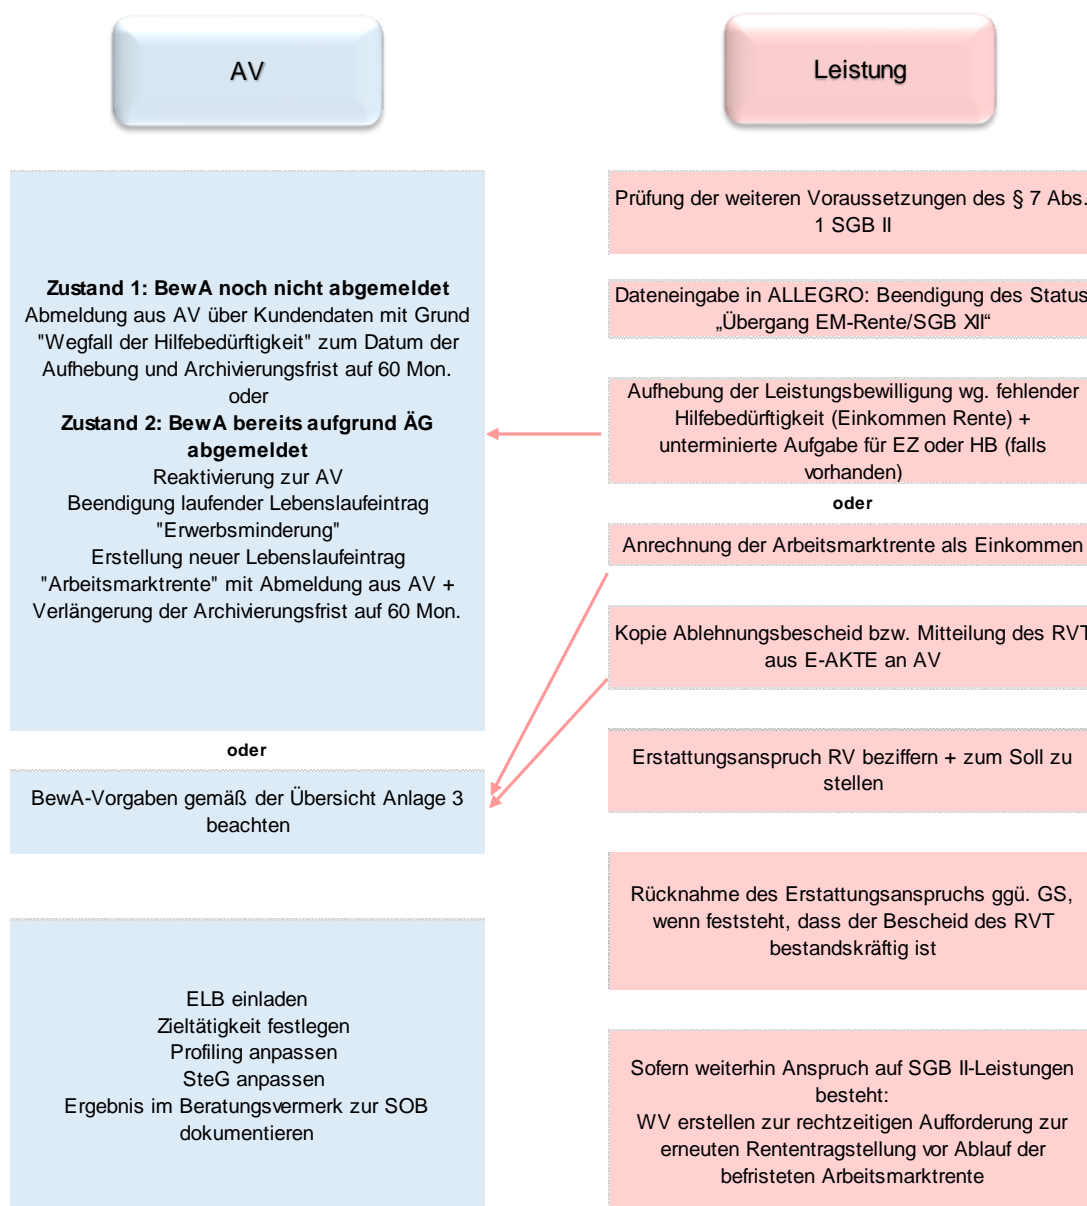 AV
Zustand 1: BewA noch nicht abgemeldet
Abmeldung aus AV über Kundendaten mit Grund
"Wegfall der Hilfebedürftigkeit" zum Datum der
Aufhebung und Archivierungsfrist auf 60 Mon.
oder
Zustand 2: BewA bereits aufgrund ÄG
abgemeldet
Reaktivierung zur AV
Beendigung laufender Lebenslaufeintrag
"Erwerbsminderung"
Erstellung neuer Lebenslaufeintrag
"Arbeitsmarktrente" mit Abmeldung aus AV +
Verlängerung der Archivierungsfrist auf 60 Mon.
oder
BewA-Vorgaben gemäß der Übersicht Anlage 3
beachten
ELB einladen
Zieltätigkeit festlegen
Profiling anpassen
SteG anpassen
Ergebnis im Beratungsvermerk zur SOB
dokumentieren
Leistung
Prüfung der weiteren Voraussetzungen des § 7 Abs.
1 SGB II
Dateneingabe in ALLEGRO: Beendigung des Status
„Übergang EM-Rente/SGB XII“
Aufhebung der Leistungsbewilligung wg. fehlender
Hilfebedürftigkeit (Einkommen Rente) +
unterminierte Aufgabe für EZ oder HB (falls
vorhanden)
oder
Anrechnung der Arbeitsmarktrente als Einkommen
Kopie Ablehnungsbescheid bzw. Mitteilung des RVT
aus E-AKTE an AV
Erstattungsanspruch RV beziffern + zum Soll zu
stellen
Rücknahme des Erstattungsanspruchs ggü. GS,
wenn feststeht, dass der Bescheid des RVT
bestandskräftig ist
Sofern weiterhin Anspruch auf SGB II-Leistungen
besteht:
WV erstellen zur rechtzeitigen Aufforderung zur
erneuten Rententragstellung vor Ablauf der
befristeten Arbeitsmarktrente